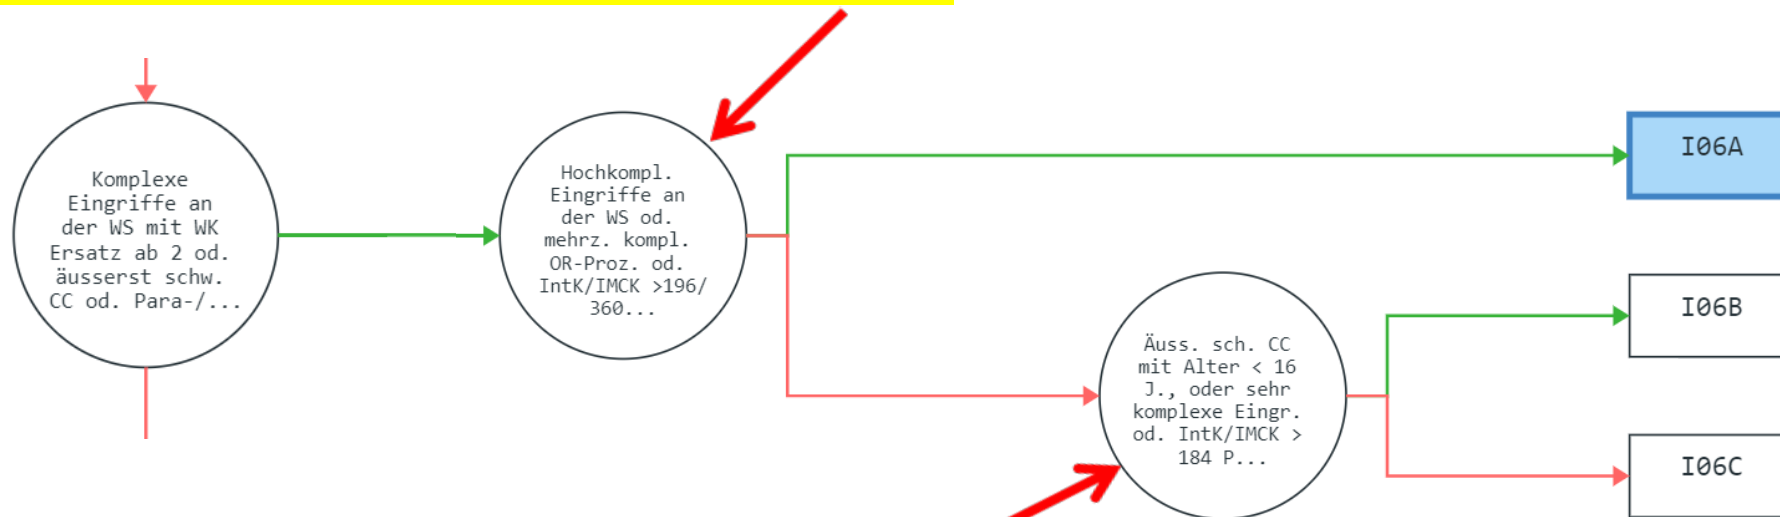 Komplexe
Eingriffe an
der WS mit WK
Ersatz ab 2 od.
äusserst schw.
CC od. Para-/...
Hochkompl.
Eingriffe an
der WS od.
mehrz. kompl.
OR-Proz. od.
IntK/IMCK >196/
360...
I06A
Äuss. sch. CC
mit Alter < 16
J., oder sehr
komplexe Eingr.
od. IntK/IMCK >
184 P...
I06B
I06C